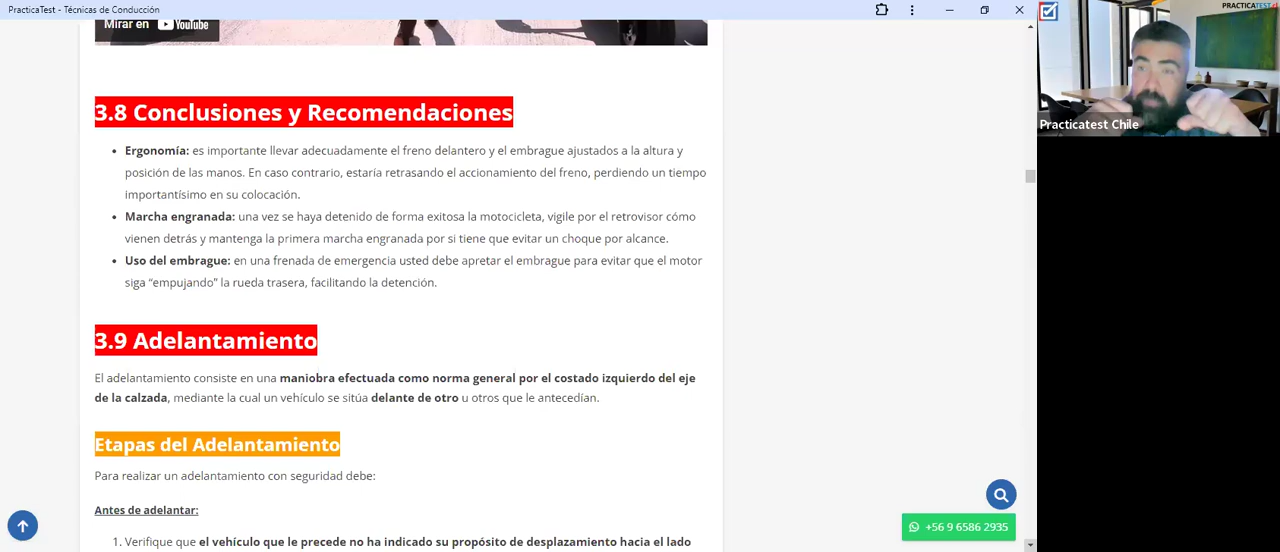 PracticaTest - Técnicas de Conducción
Mirar en YouTube
3.8 Conclusiones y Recomendaciones
Ergonomía: es importante llevar adecuadamente el freno delantero y el embrague ajustados a la altura y
posición de las manos. En caso contrario, estaría retrasando el accionamiento del freno, perdiendo un tiempo
importantísimo en su colocación.
Marcha engranada: una vez se haya detenido de forma exitosa la motocicleta, vigile por el retrovisor cómo
vienen detrás y mantenga la primera marcha engranada por si tiene que evitar un choque por alcance.
Uso del embrague: en una frenada de emergencia usted debe apretar el embrague para evitar que el motor
siga “empujando” la rueda trasera, facilitando la detención.
3.9 Adelantamiento
El adelantamiento consiste en una maniobra efectuada como norma general por el costado izquierdo del eje
de la calzada, mediante la cual un vehículo se sitúa delante de otro u otros que le antecedían.
Etapas del Adelantamiento
Para realizar un adelantamiento con seguridad debe:
Antes de adelantar:
1. Verifique que el vehículo que le precede no ha indicado su propósito de desplazamiento hacia el lado
+56 9 6586 2935
PRACTICATEST.cl
Practicatest Chile